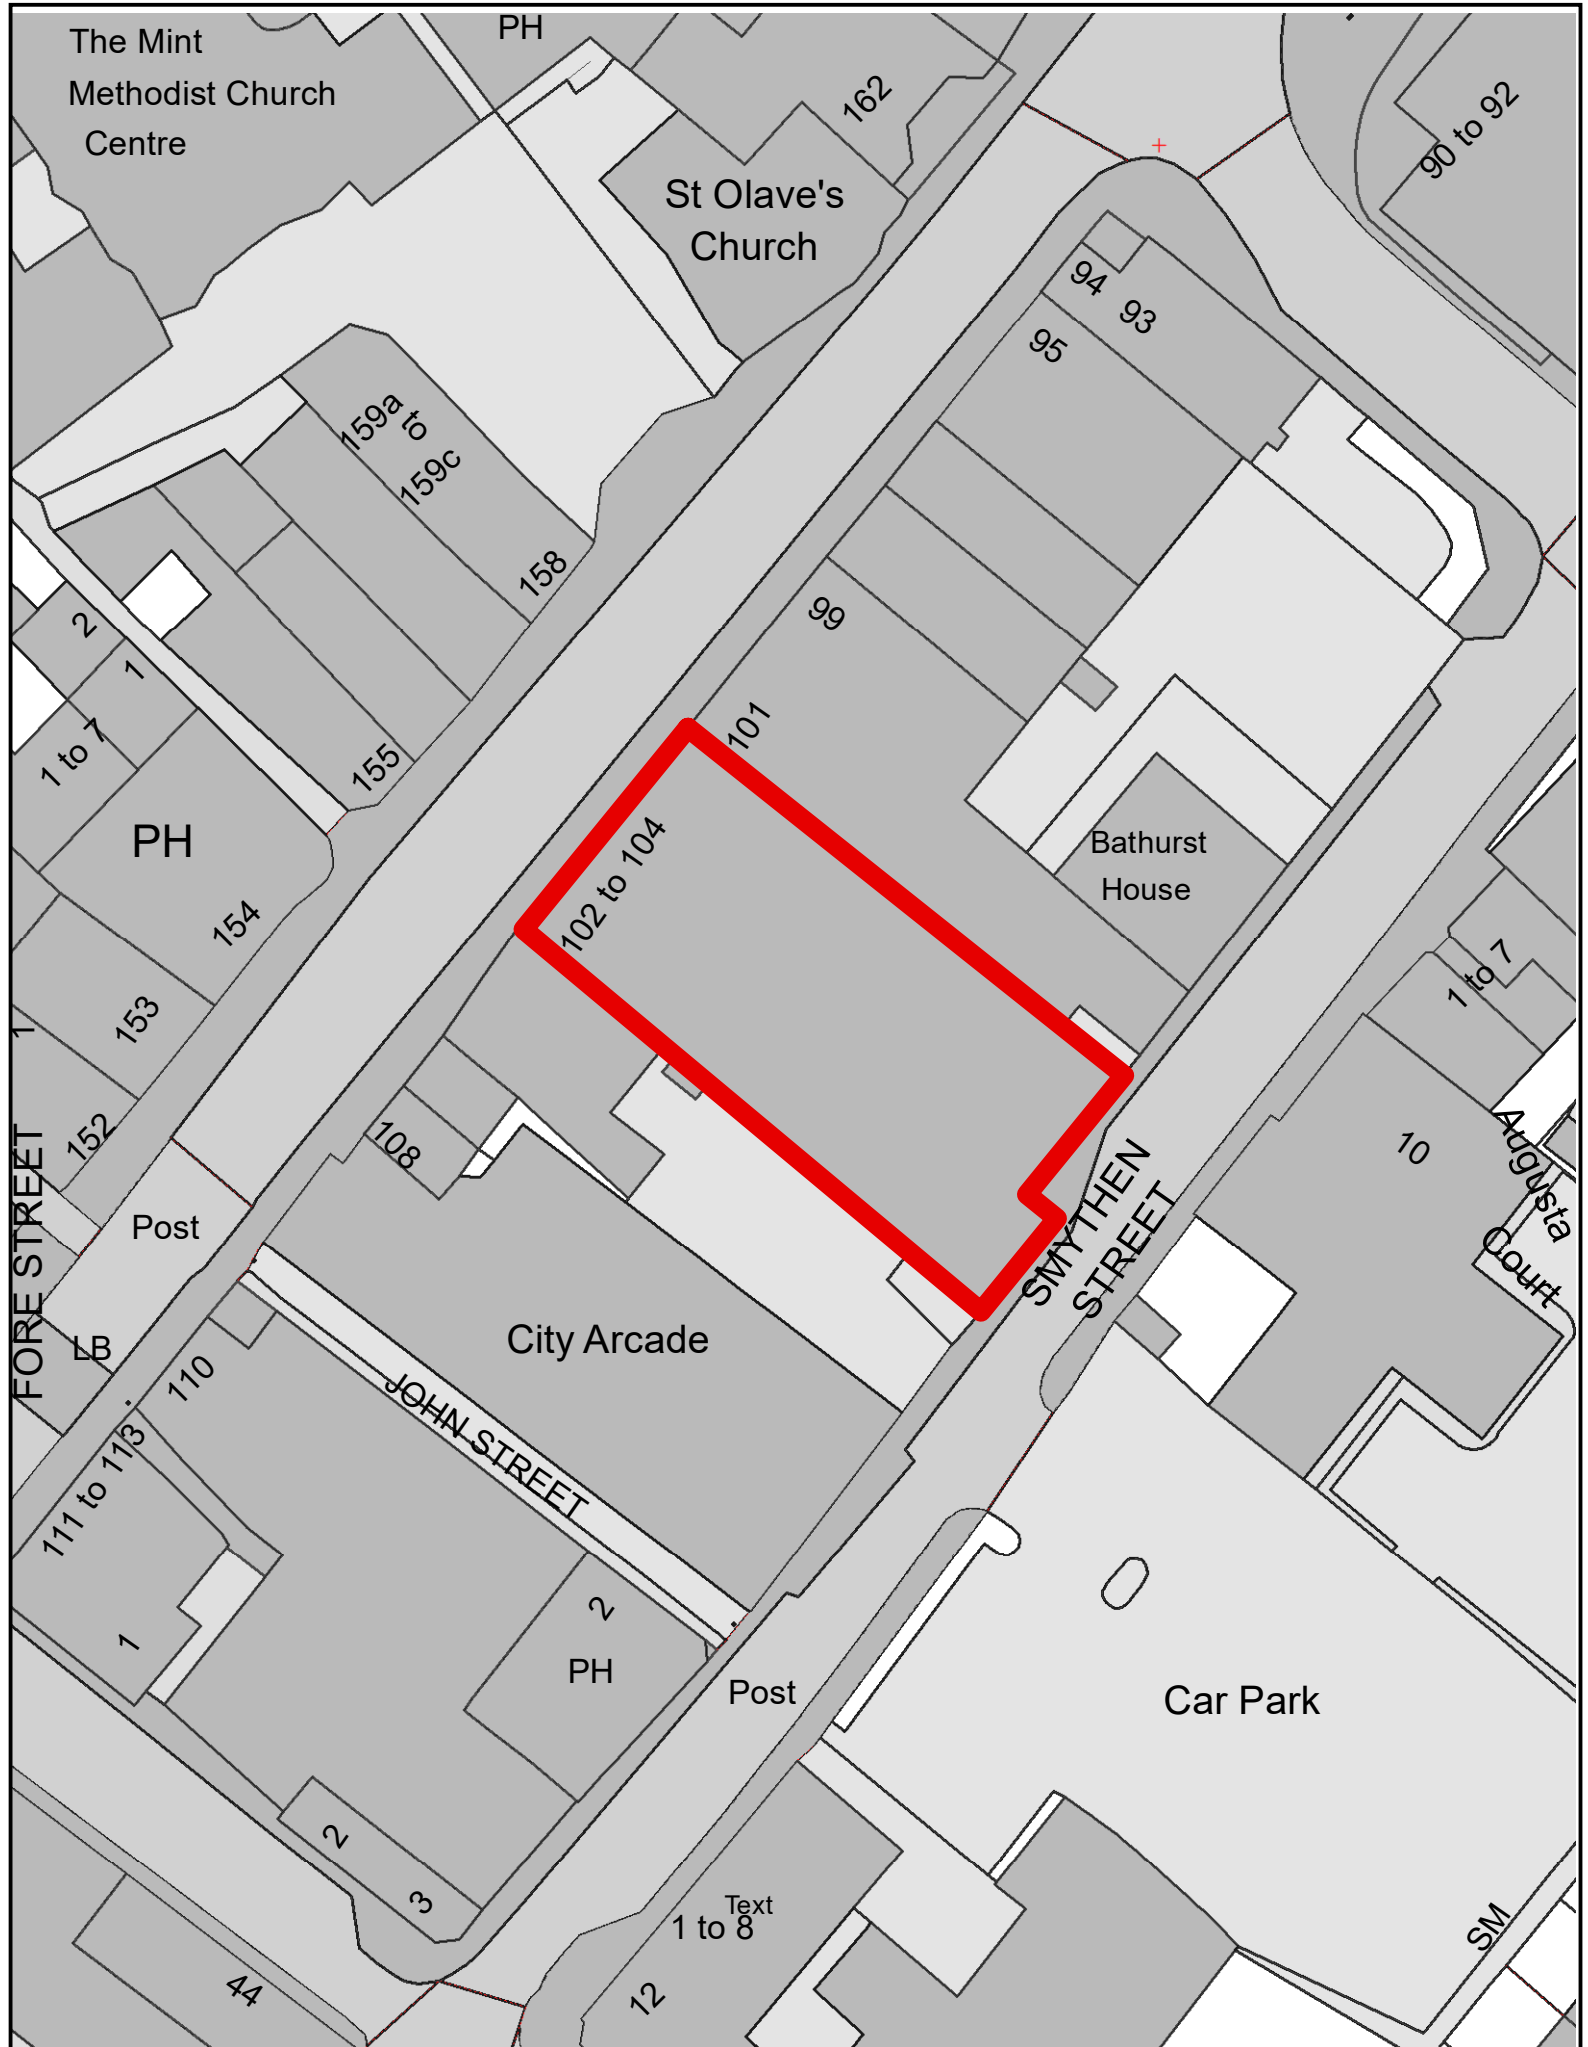 The Mint
Methodist Church
Centre
PH
162
St Olave's
Church
90 to 92
94
93
95
159a
to
159c
158
99
2
1
1 to 7
155
101
PH
154
102 to 104
Bathurst
House
153
1
152
1 to 7
108
10
Augusta
Court
SMYTHEN
STREET
FORE STREET
Post
LB
110
City Arcade
JOHN STREET
111 to 113
1
2
PH
Post
Car Park
2
3
Text
1 to 8
12
44
SM